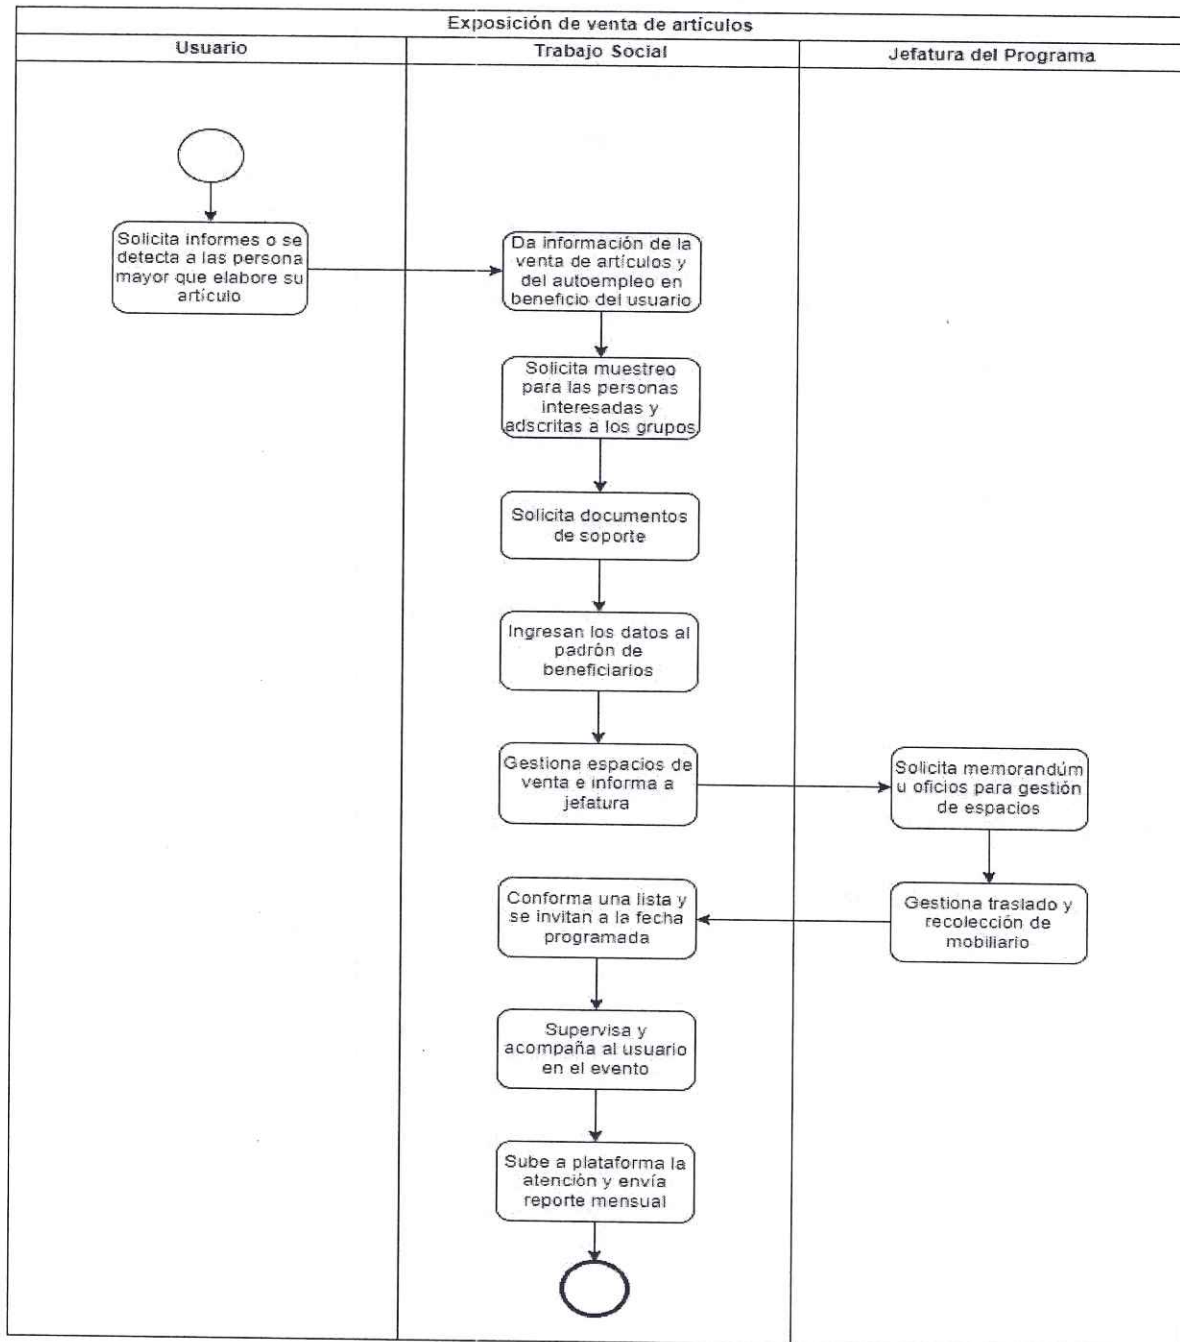 Exposición de venta de artículos
Usuario
Trabajo Social
Jefatura del Programa
Solicita informes o se
detecta a las persona
mayor que elabore su
artículo
Da información de la
venta de artículos y
del autoempleo en
beneficio del usuario
Solicita muestreo
para las personas
interesadas y
adscritas a los grupos
Solicita documentos
de soporte
Ingresan los datos al
padrón de
beneficiarios
Gestiona espacios de
venta e informa a
jefatura
Solicita memorandúm
u oficios para gestión
de espacios
Gestiona traslado y
recolección de
mobiliario
Conforma una lista y
se invitan a la fecha
programada
Supervisa y
acompaña al usuario
en el evento
Sube a plataforma la
atención y envía
reporte mensual